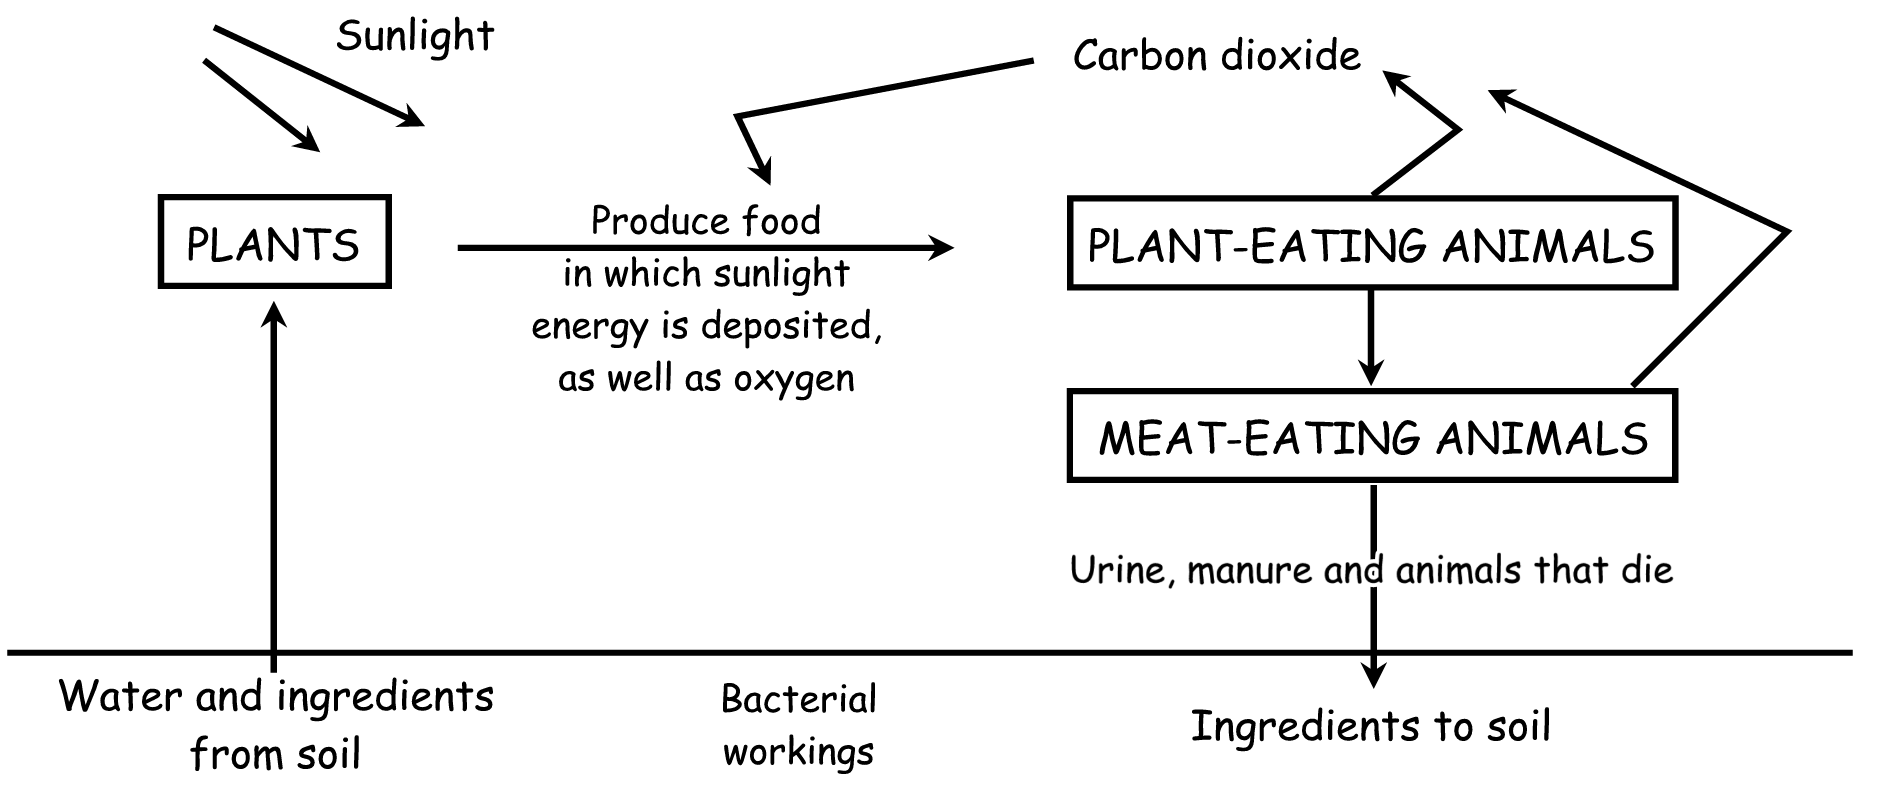 Sunlight
Carbon dioxide
PLANTS
Produce food
in which sunlight
energy is deposited,
as well as oxygen
PLANT-EATING ANIMALS
MEAT-EATING ANIMALS
Urine, manure and animals that die
Water and ingredients
from soil
Bacterial
workings
Ingredients to soil